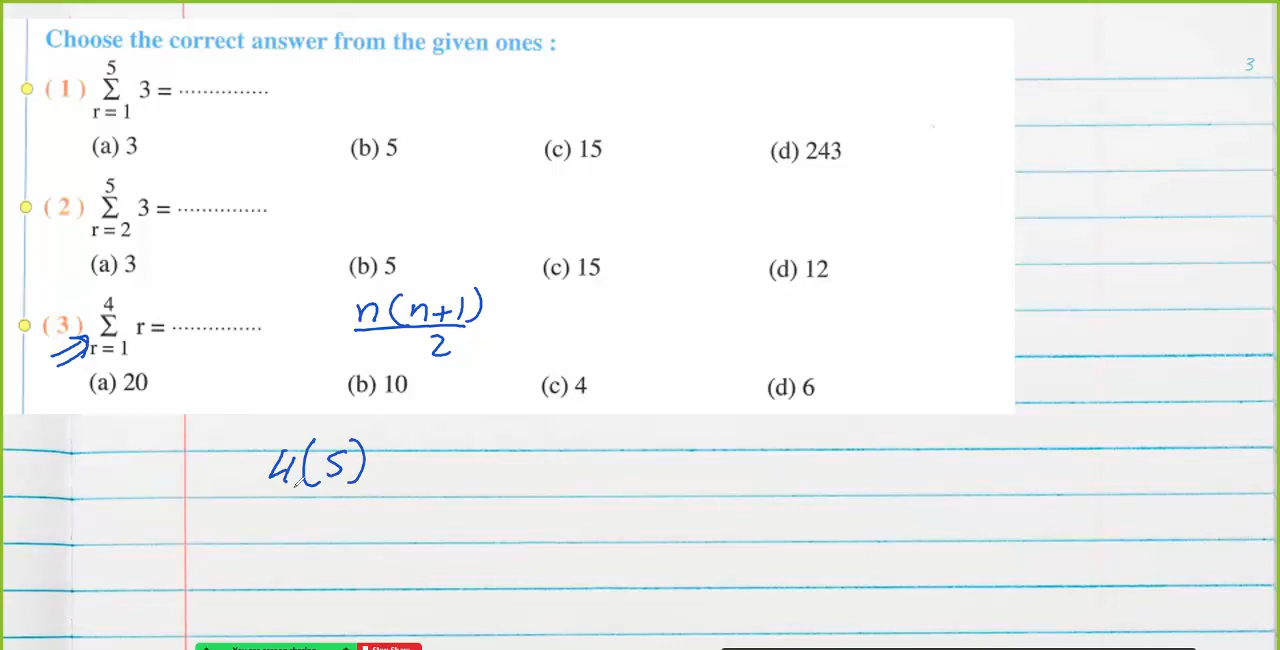 Choose the correct answer from the given ones :
3
5
( 1 ) Σ 3 = ...............
r = 1
(a) 3 (b) 5 (c) 15 (d) 243
5
( 2 ) Σ 3 = ...............
r = 2
(a) 3 (b) 5 (c) 15 (d) 12
4 n(n+1)
( 3 ) Σ r = ...............
⇒ r = 1 2
(a) 20 (b) 10 (c) 4 (d) 6
4(5)